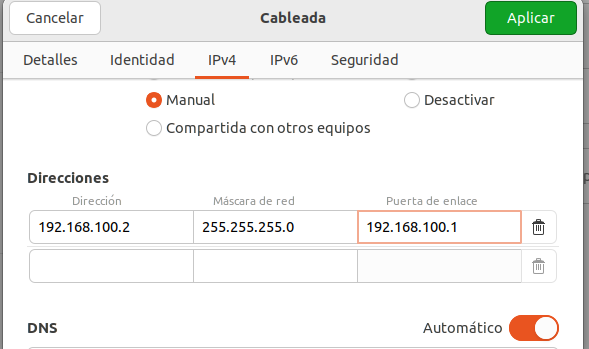 Cancelar Cableada Aplicar
Detalles Identidad IPv4 IPv6 Seguridad
Manual Desactivar
Compartida con otros equipos
Direcciones
Dirección Máscara de red Puerta de enlace
192.168.100.2 255.255.255.0 192.168.100.1
DNS Automático